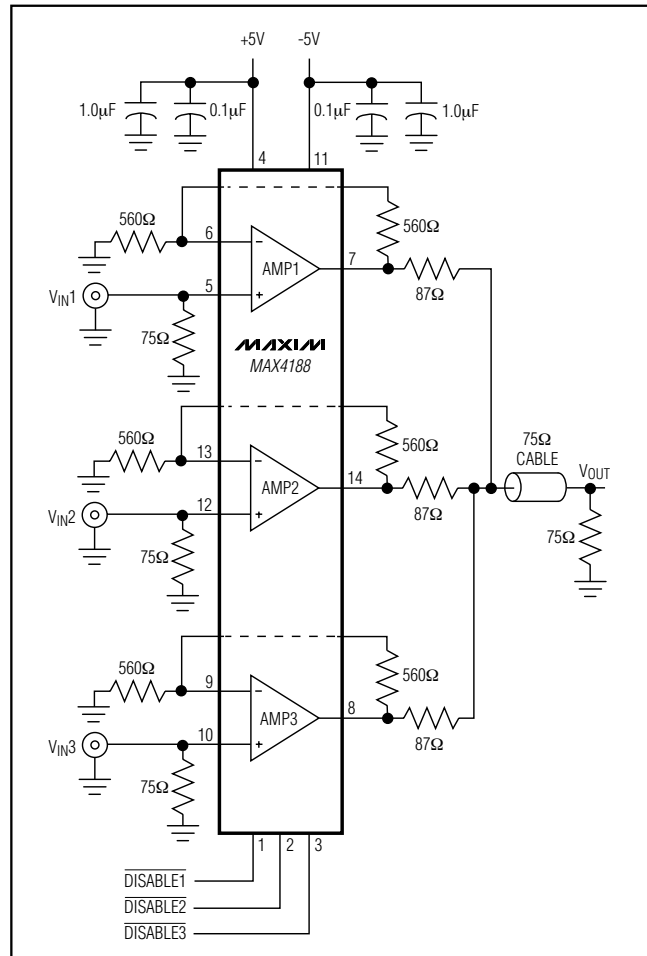 +5V -5V
1.0µF 0.1µF 0.1µF 1.0µF
4 11
560Ω 6 − 560Ω
AMP1 7
VIN1 5 + 87Ω
75Ω
MAXIM
MAX4188
560Ω 13 − 560Ω
AMP2 14
75Ω
CABLE
VOUT
VIN2 12 + 87Ω
75Ω 75Ω
560Ω 9 − 560Ω
AMP3 8
VIN3 10 + 87Ω
75Ω
1 2 3
DISABLE1
DISABLE2
DISABLE3